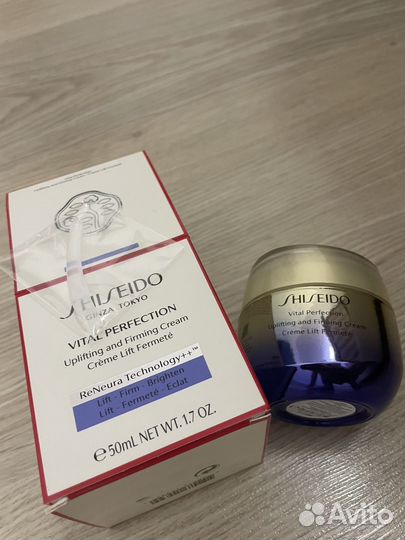 SHISEIDO
GINZA TOKYO
VITAL PERFECTION
Uplifting and Firming Cream
Crème Lift Fermeté
ReNeura Technology++™
Lift - Firm - Brighten
Lift - Fermeté - Eclat
e 50mL NET WT. 1.7 OZ.
SHISEIDO
Vital Perfection
Uplifting and Firming Cream
Crème Lift Fermeté
Avito